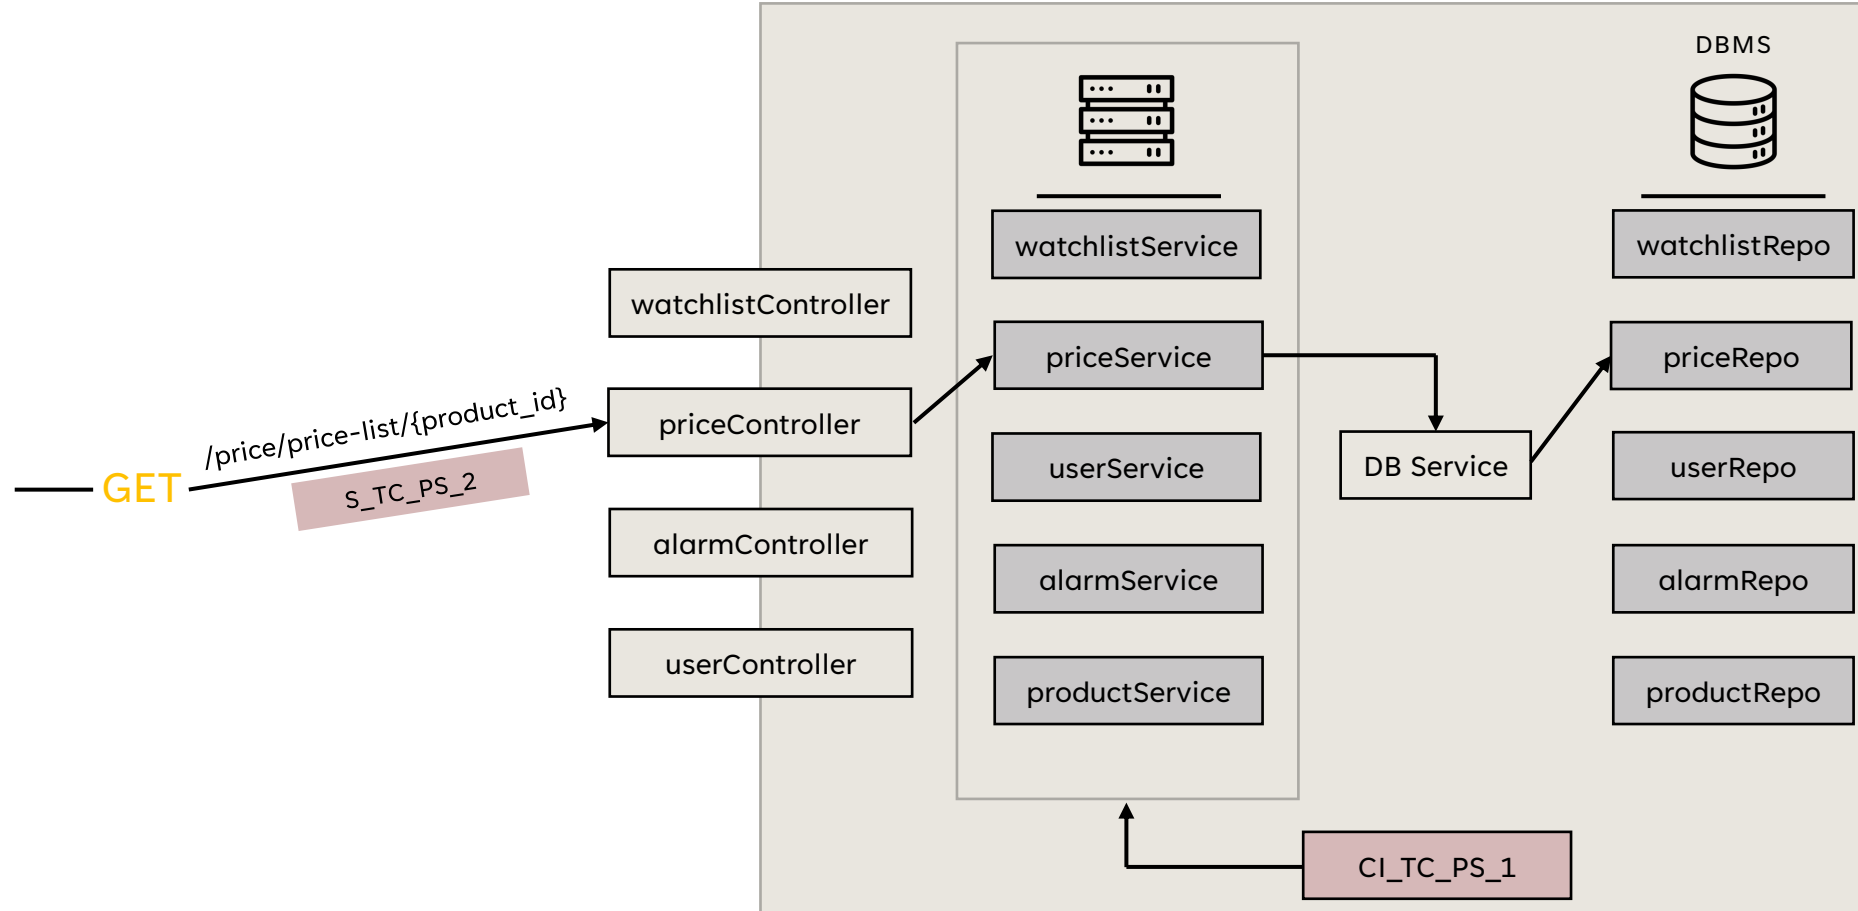 DBMS
watchlistService
watchlistRepo
watchlistController
priceService
priceRepo
/price/price-list/{product_id}
priceController
GET
S_TC_PS_2
userService
DB Service
userRepo
alarmController
alarmService
alarmRepo
userController
productService
productRepo
CI_TC_PS_1